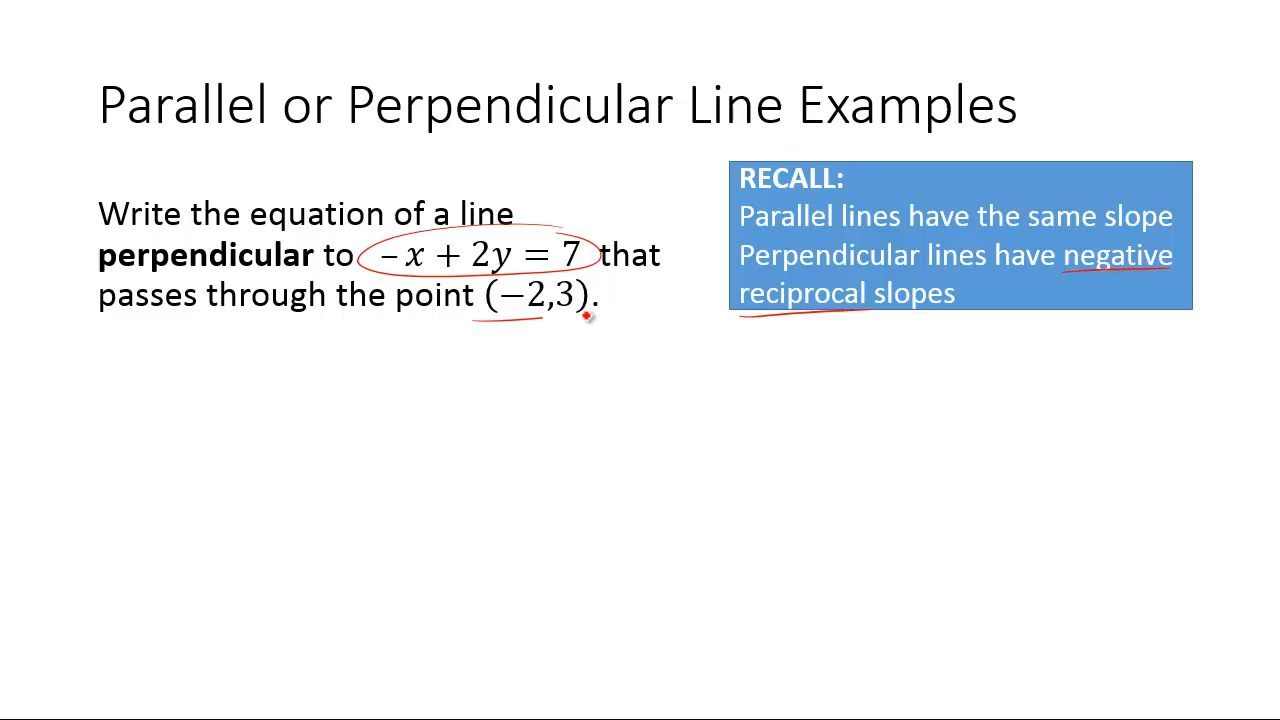 Parallel or Perpendicular Line Examples
Write the equation of a line
perpendicular to –x + 2y = 7 that
passes through the point (−2,3).
RECALL:
Parallel lines have the same slope
Perpendicular lines have negative
reciprocal slopes